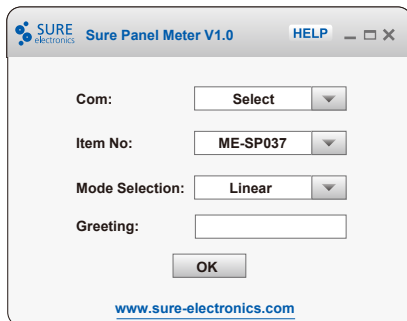 SURE electronics Sure Panel Meter V1.0 HELP
Com: Select
Item No: ME-SP037
Mode Selection: Linear
Greeting:
OK
www.sure-electronics.com